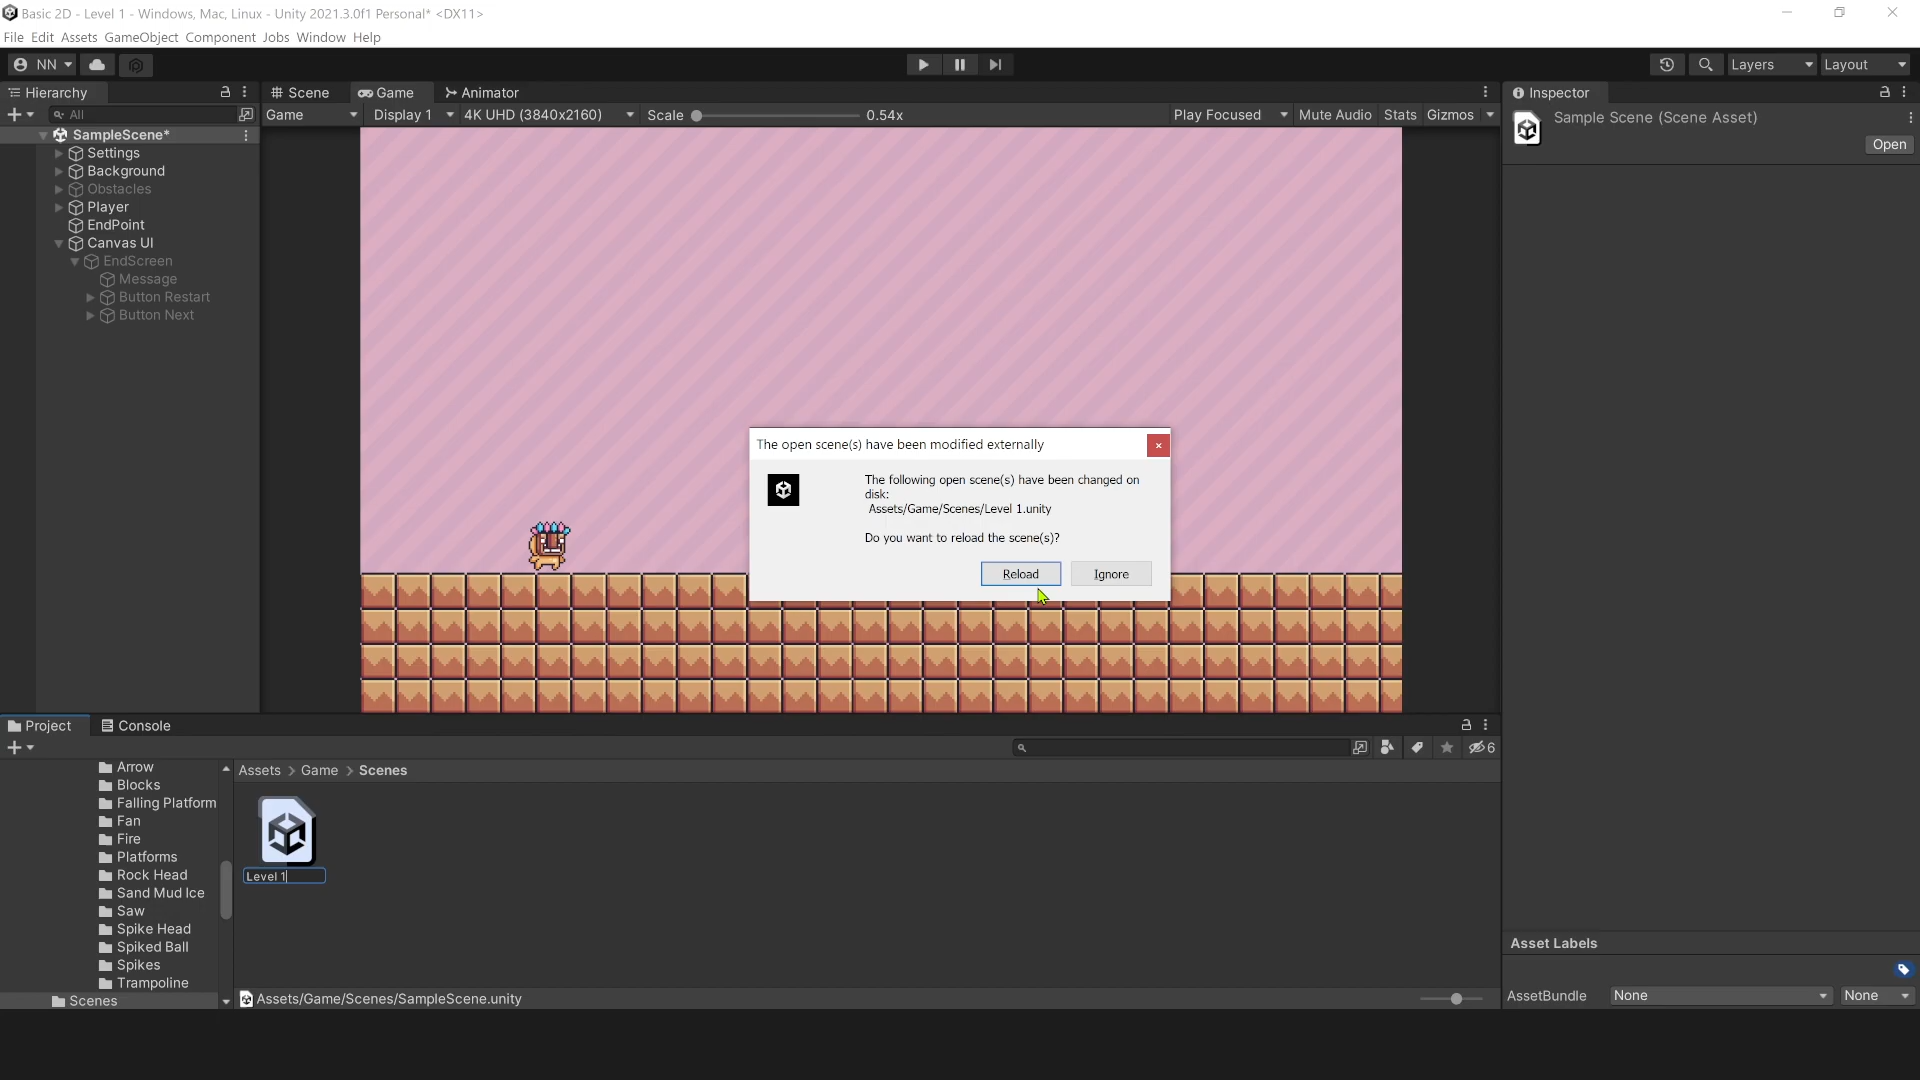 Basic 2D - Level 1 - Windows, Mac, Linux - Unity 2021.3.0f1 Personal* <DX11>
File Edit Assets GameObject Component Jobs Window Help
NN
Layers
Layout
Hierarchy
All
SampleScene*
Settings
Background
Obstacles
Player
EndPoint
Canvas UI
EndScreen
Message
Button Restart
Button Next
Scene
Game
Animator
Game
Display 1
4K UHD (3840x2160)
Scale
0.54x
Play Focused
Mute Audio
Stats
Gizmos
The open scene(s) have been modified externally
The following open scene(s) have been changed on
disk:
Assets/Game/Scenes/Level 1.unity
Do you want to reload the scene(s)?
Reload
Ignore
Inspector
Sample Scene (Scene Asset)
Open
Asset Labels
AssetBundle
None
None
Project
Console
6
Arrow
Blocks
Falling Platform
Fan
Fire
Platforms
Rock Head
Sand Mud Ice
Saw
Spike Head
Spiked Ball
Spikes
Trampoline
Scenes
Assets > Game > Scenes
Level 1
Assets/Game/Scenes/SampleScene.unity